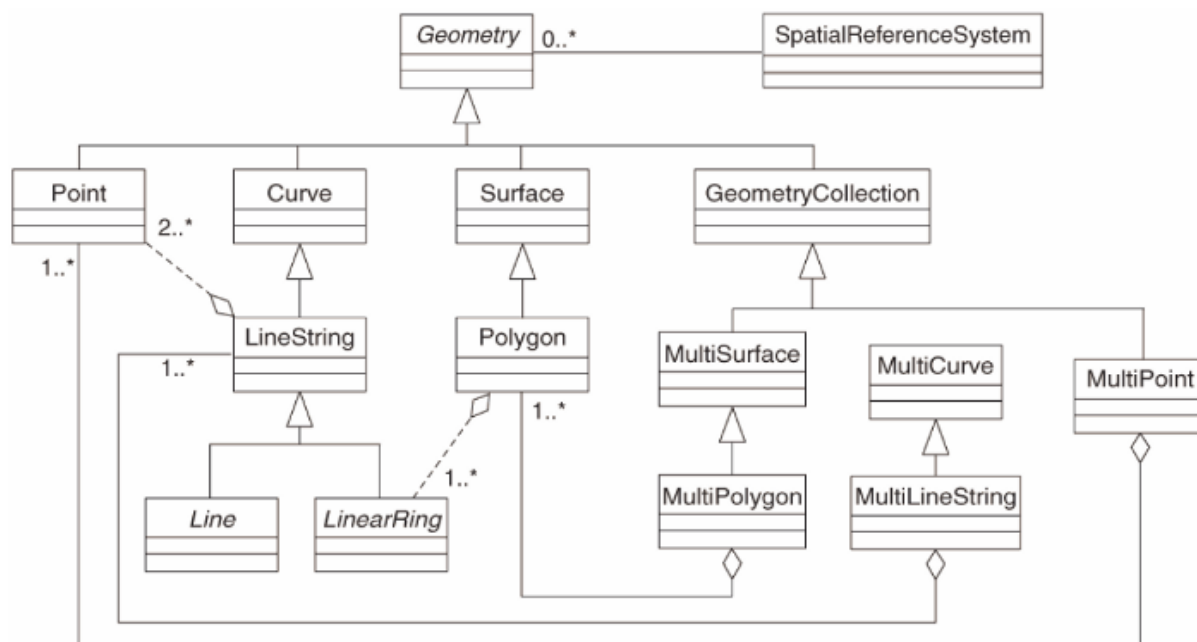 Geometry
0..*
SpatialReferenceSystem
Point
Curve
Surface
GeometryCollection
2..*
1..*
LineString
Polygon
MultiSurface
MultiCurve
MultiPoint
1..*
1..*
1..*
Line
LinearRing
MultiPolygon
MultiLineString